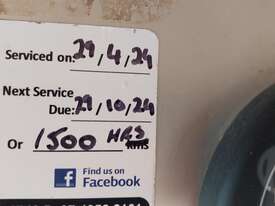 Serviced on: 29/4/24
Next Service
Due: 29/10/24
Or 1500 HRS kms
f Find us on
Facebook